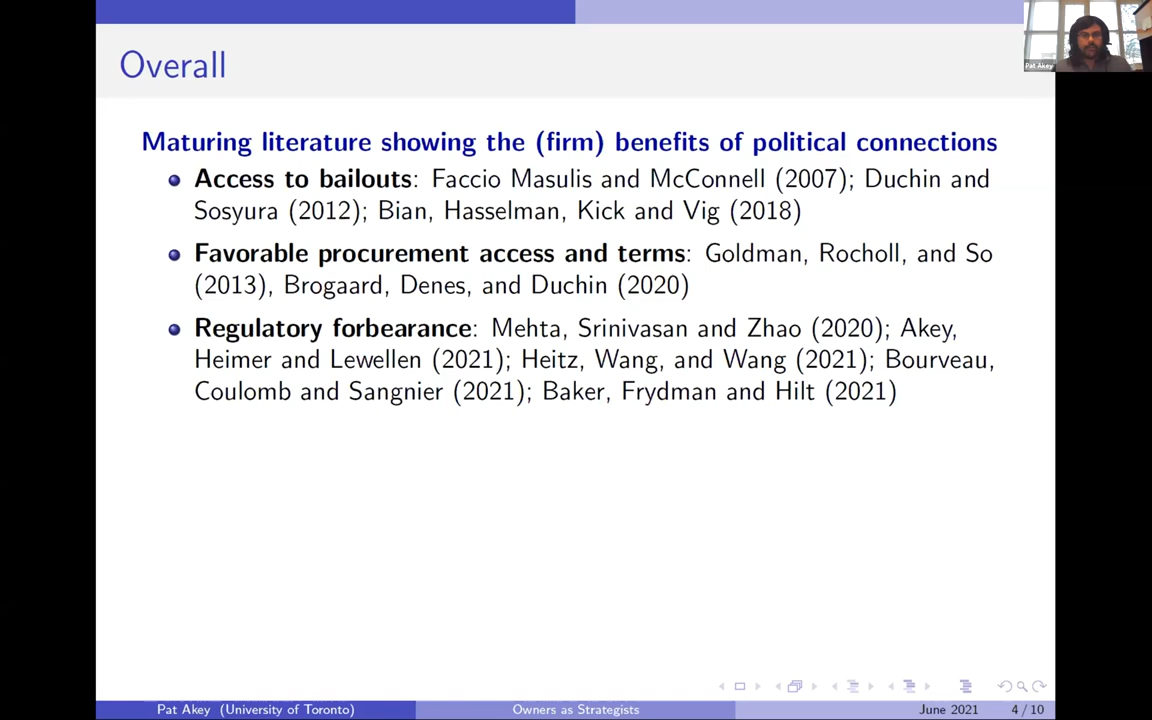 Overall
Pat Akey
Maturing literature showing the (firm) benefits of political connections
Access to bailouts: Faccio Masulis and McConnell (2007); Duchin and
Sosyura (2012); Bian, Hasselman, Kick and Vig (2018)
Favorable procurement access and terms: Goldman, Rocholl, and So
(2013), Brogaard, Denes, and Duchin (2020)
Regulatory forbearance: Mehta, Srinivasan and Zhao (2020); Akey,
Heimer and Lewellen (2021); Heitz, Wang, and Wang (2021); Bourveau,
Coulomb and Sangnier (2021); Baker, Frydman and Hilt (2021)
Pat Akey (University of Toronto) Owners as Strategists June 2021 4 / 10